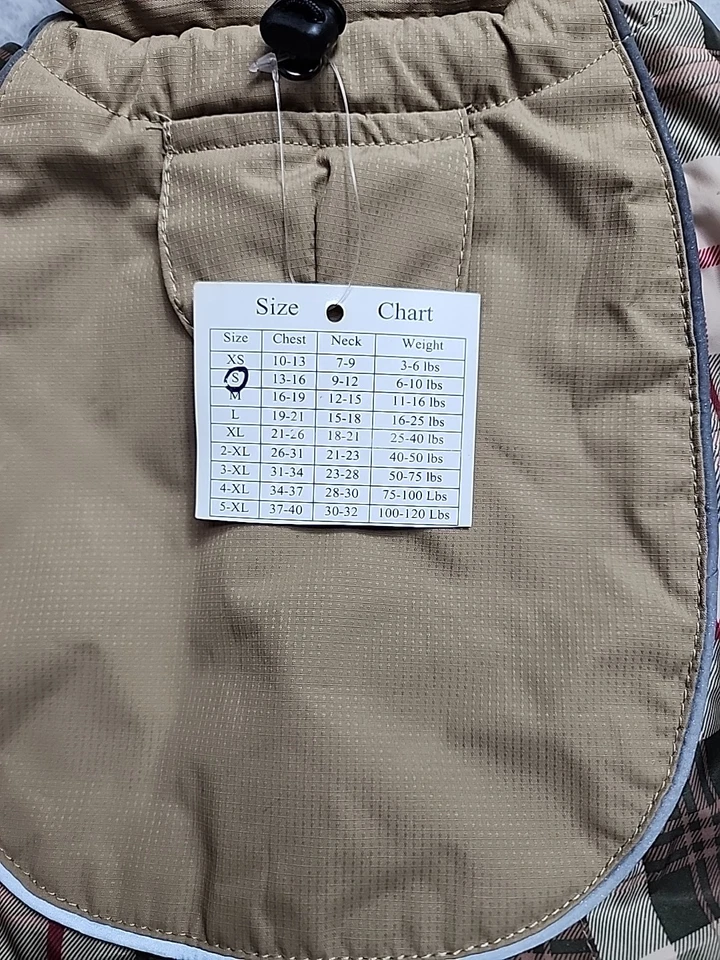 Size Chart
Size Chest Neck Weight
XS 10-13 7-9 3-6 lbs
S 13-16 9-12 6-10 lbs
M 16-19 12-15 11-16 lbs
L 19-21 15-18 16-25 lbs
XL 21-26 18-21 25-40 lbs
2-XL 26-31 21-23 40-50 lbs
3-XL 31-34 23-28 50-75 lbs
4-XL 34-37 28-30 75-100 Lbs
5-XL 37-40 30-32 100-120 Lbs